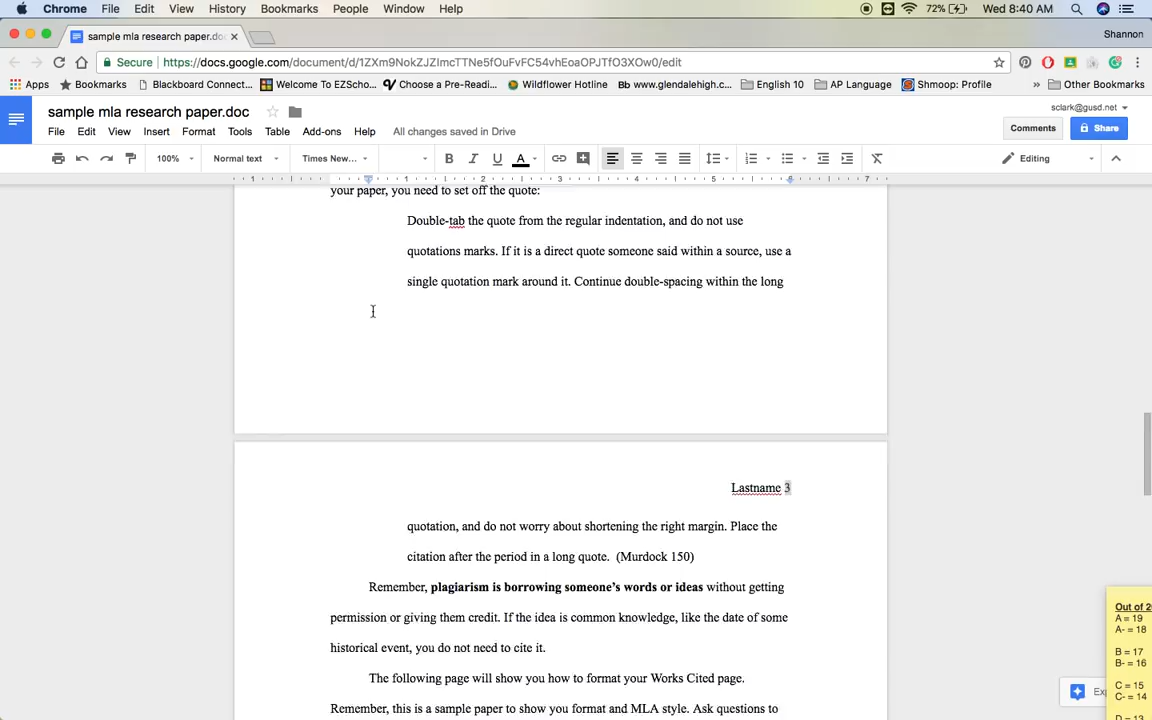 Chrome File Edit View History Bookmarks People Window Help 72% Wed 8:40 AM
sample mla research paper.doc Shannon
Secure https://docs.google.com/document/d/1ZXm9NokZJZImcTTNe5fOuFvFC54vhEoaOPJTfO3XOw0/edit
Apps Bookmarks Blackboard Connect... Welcome To EZSchoo... Choose a Pre-Readi... Wildflower Hotline www.glendalehigh.c... English 10 AP Language Shmoop: Profile » Other Bookmarks
sample mla research paper.doc sclark@gusd.net
File Edit View Insert Format Tools Table Add-ons Help All changes saved in Drive Comments Share
100% Normal text Times New... B I U A Editing
1 1 2 3 4 5 6 7
your paper, you need to set off the quote:
Double-tab the quote from the regular indentation, and do not use
quotations marks. If it is a direct quote someone said within a source, use a
single quotation mark around it. Continue double-spacing within the long
Lastname 3
quotation, and do not worry about shortening the right margin. Place the
citation after the period in a long quote.  (Murdock 150)
Remember, plagiarism is borrowing someone's words or ideas without getting
permission or giving them credit. If the idea is common knowledge, like the date of some
historical event, you do not need to cite it.
The following page will show you how to format your Works Cited page.
Remember, this is a sample paper to show you format and MLA style. Ask questions to
Out of 2
A = 19
A- = 18
B = 17
B- = 16
C = 15
C- = 14
D = 13